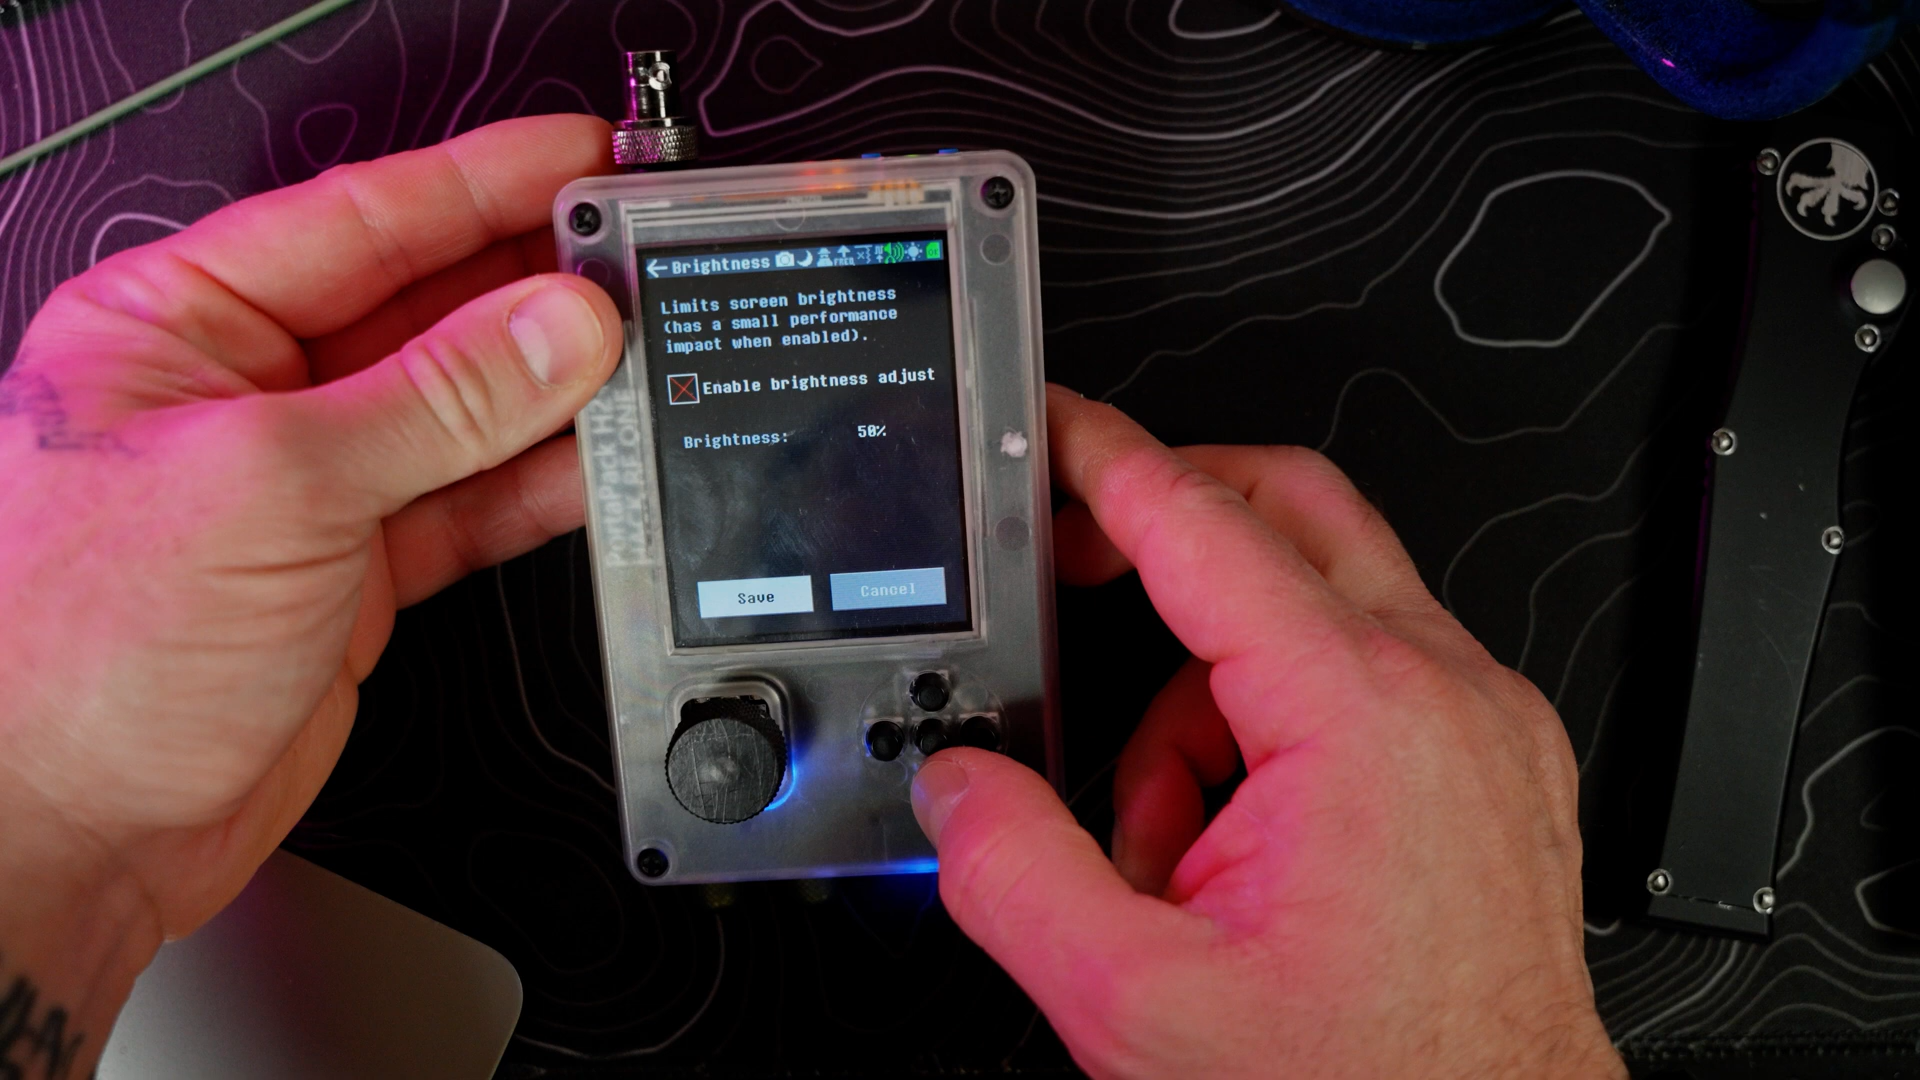 Brightness
FREQ
Limits screen brightness
(has a small performance
impact when enabled).
Enable brightness adjust
Brightness: 50%
Save Cancel
PortaPack H2